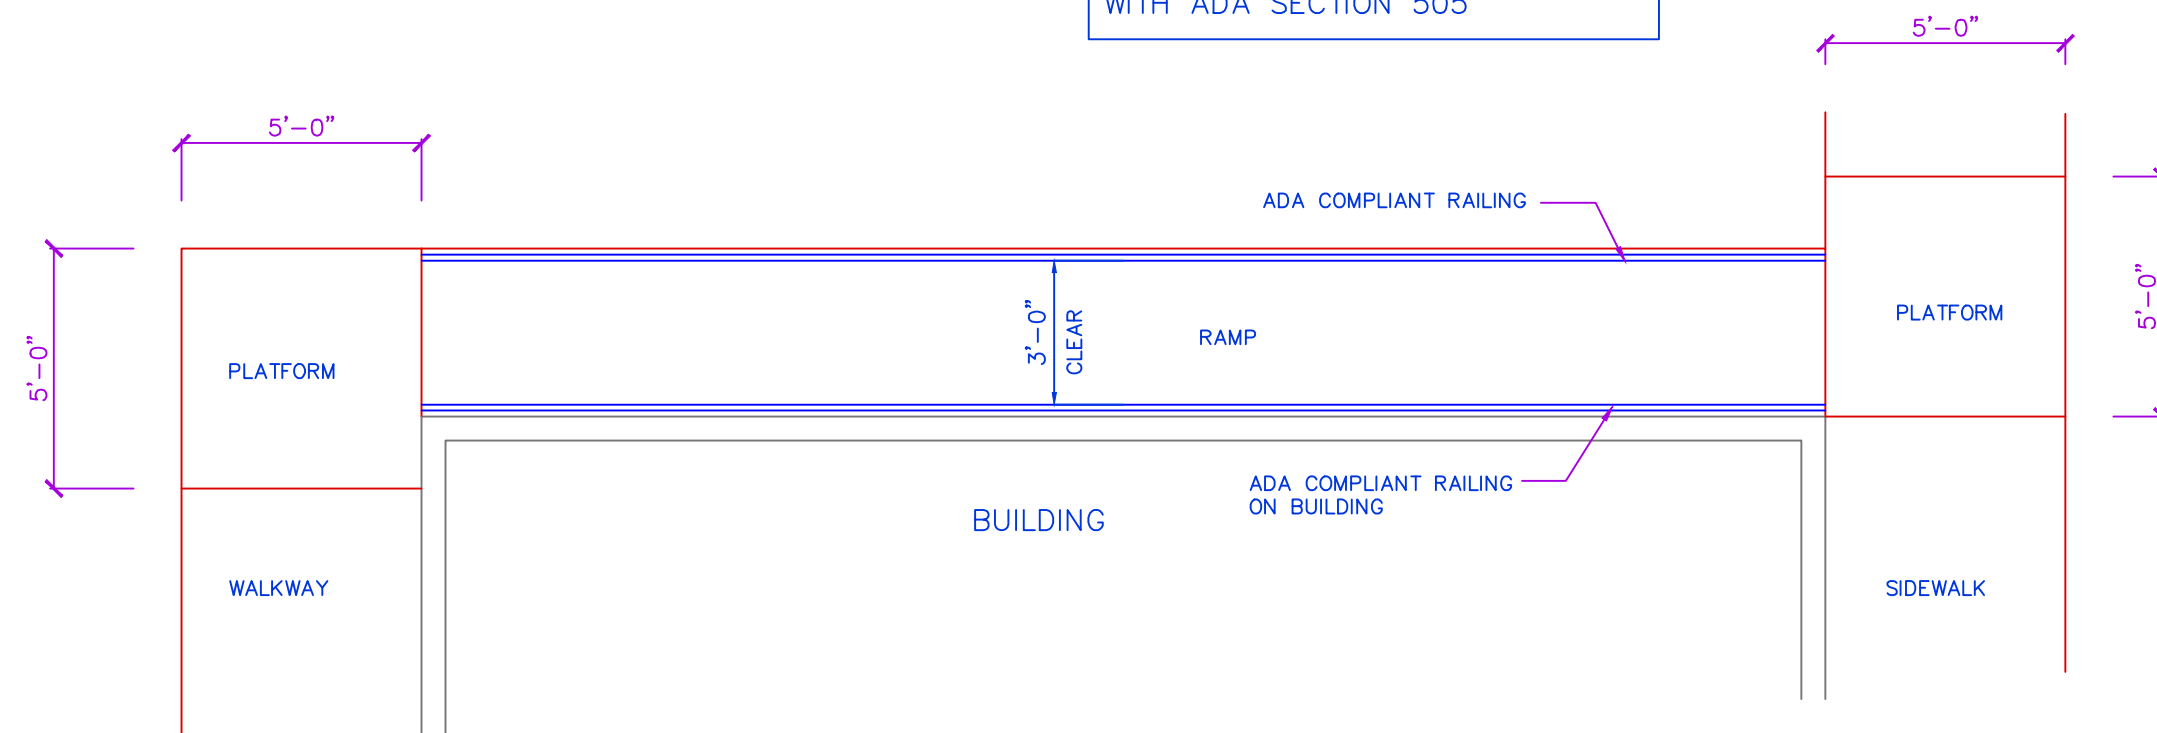 WITH ADA SECTION 505
5'-0"
5'-0"
ADA COMPLIANT RAILING
5'-0"
PLATFORM
3'-0"
CLEAR
RAMP
PLATFORM
5'-0"
ADA COMPLIANT RAILING
ON BUILDING
BUILDING
WALKWAY
SIDEWALK